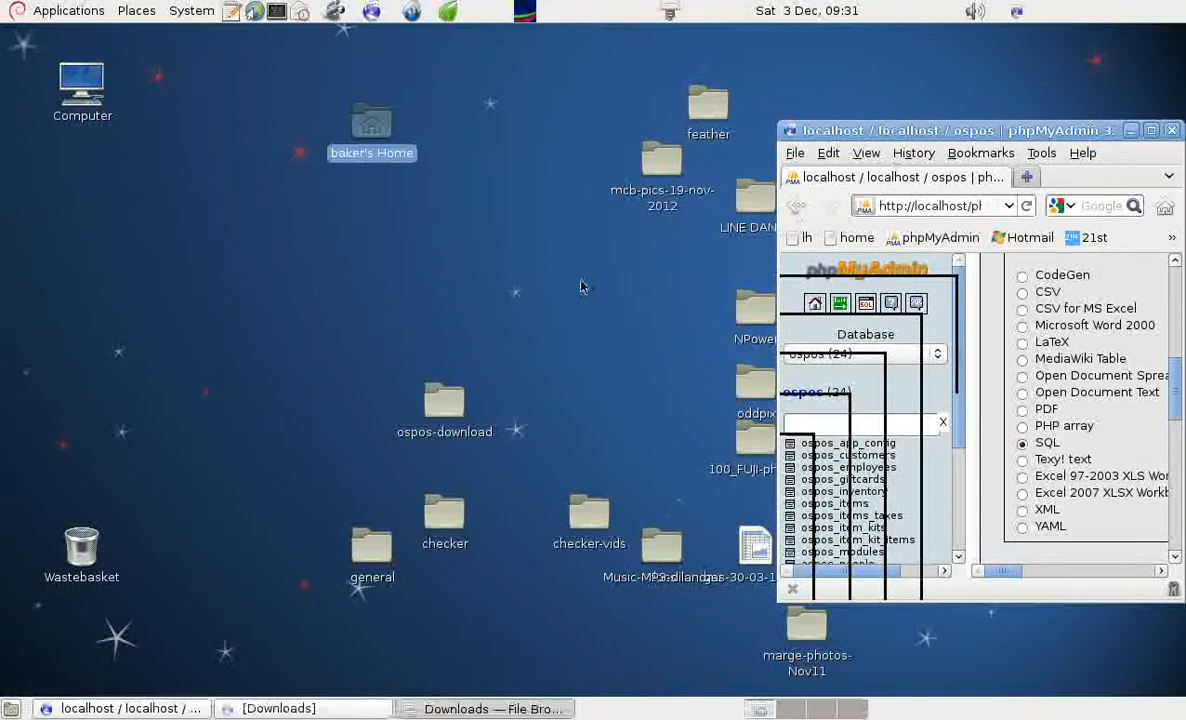 Applications Places System
Sat 3 Dec, 09:31
Computer
baker's Home
feather
mcb-pics-19-nov-2012
LINE DAN
NPower
oddpix
ospos-download
checker
checker-vids
Wastebasket
general
marge-photos-Nov11
localhost / localhost / ospos | phpMyAdmin 3:
File Edit View History Bookmarks Tools Help
localhost / localhost / ospos | ph...
http://localhost/pl
Google
lh home phpMyAdmin Hotmail 21st »
phpMyAdmin
Database
ospos (24)
ospos (24)
X
ospos_app_config
ospos_customers
ospos_employees
ospos_giftcards
ospos_inventory
ospos_items
ospos_items_taxes
ospos_item_kits
ospos_item_kit_items
ospos_modules
CodeGen
CSV
CSV for MS Excel
Microsoft Word 2000
LaTeX
MediaWiki Table
Open Document Sprea
Open Document Text
PDF
PHP array
SQL
Texy! text
Excel 97-2003 XLS Wor
Excel 2007 XLSX Workb
XML
YAML
localhost / localhost / ...
[Downloads]
Downloads — File Bro...